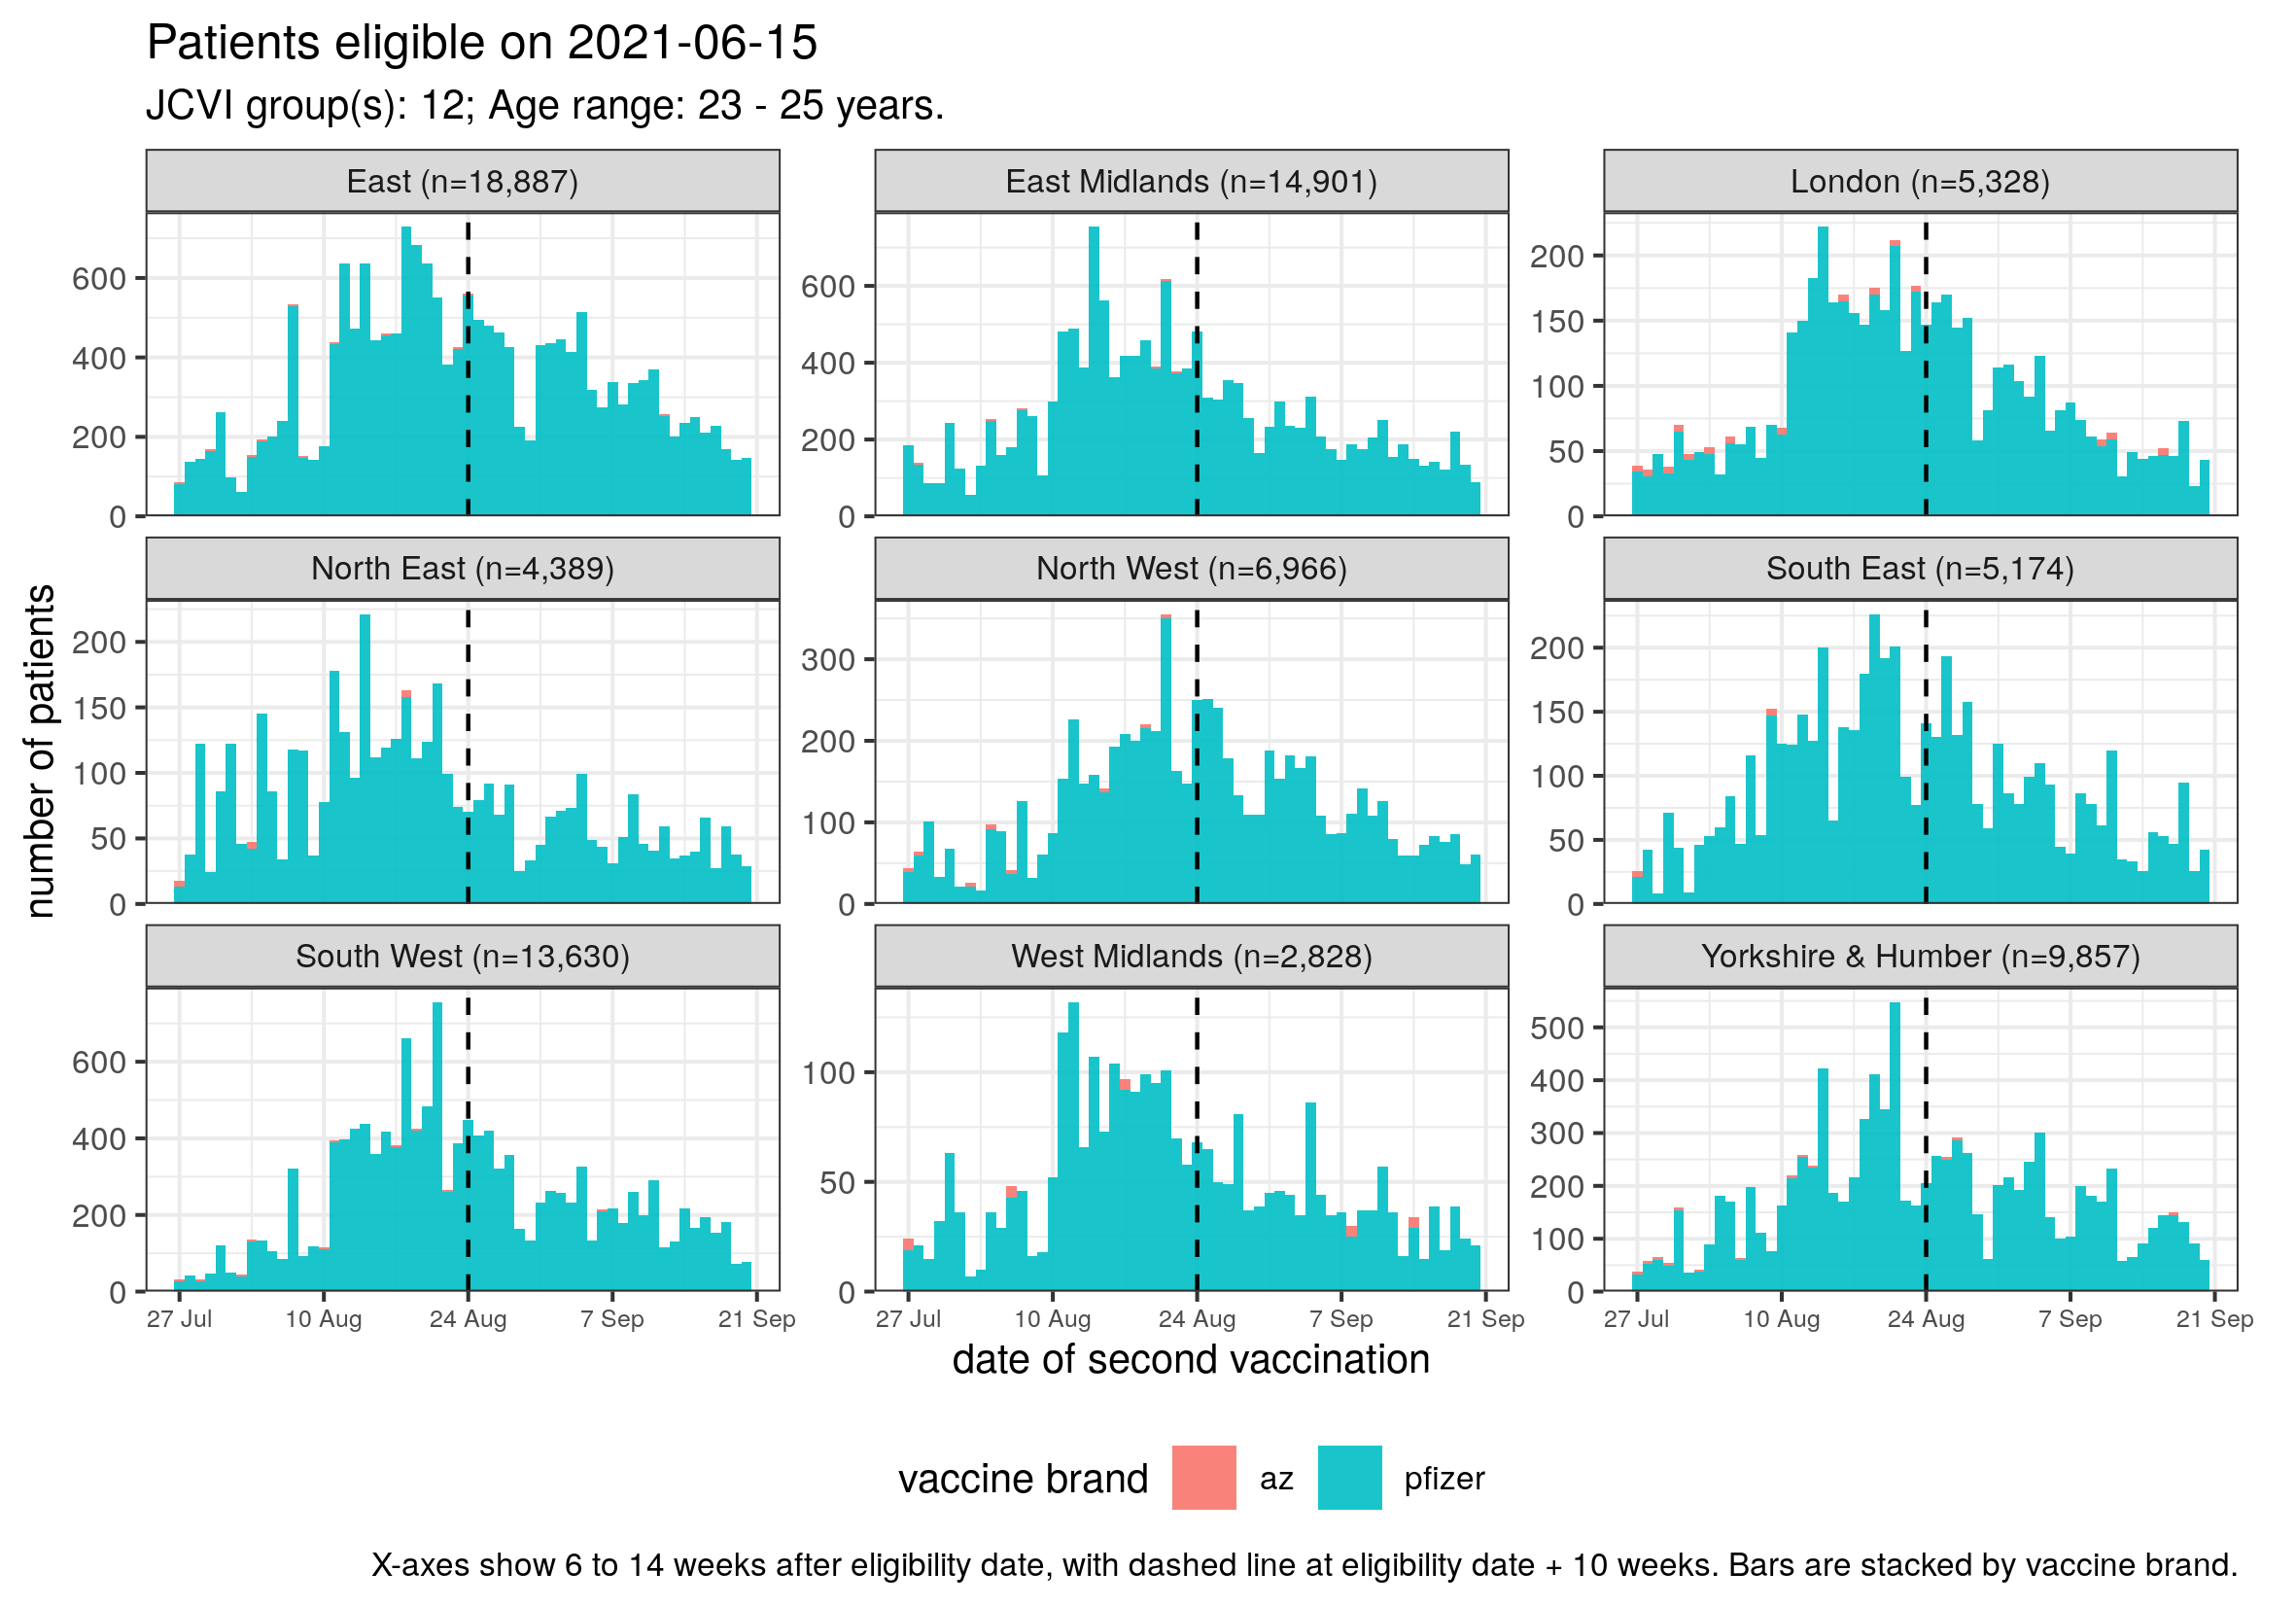 Patients eligible on 2021-06-15
JCVI group(s): 12; Age range: 23 - 25 years.
East (n=18,887)
East Midlands (n=14,901)
London (n=5,328)
600
400
200
0
600
400
200
0
200
150
100
50
0
North East (n=4,389)
North West (n=6,966)
South East (n=5,174)
number of patients
200
150
100
50
0
300
200
100
0
200
150
100
50
0
South West (n=13,630)
West Midlands (n=2,828)
Yorkshire & Humber (n=9,857)
600
400
200
0
100
50
0
500
400
300
200
100
0
27 Jul 10 Aug 24 Aug 7 Sep 21 Sep
27 Jul 10 Aug 24 Aug 7 Sep 21 Sep
27 Jul 10 Aug 24 Aug 7 Sep 21 Sep
date of second vaccination
vaccine brand az pfizer
X-axes show 6 to 14 weeks after eligibility date, with dashed line at eligibility date + 10 weeks. Bars are stacked by vaccine brand.